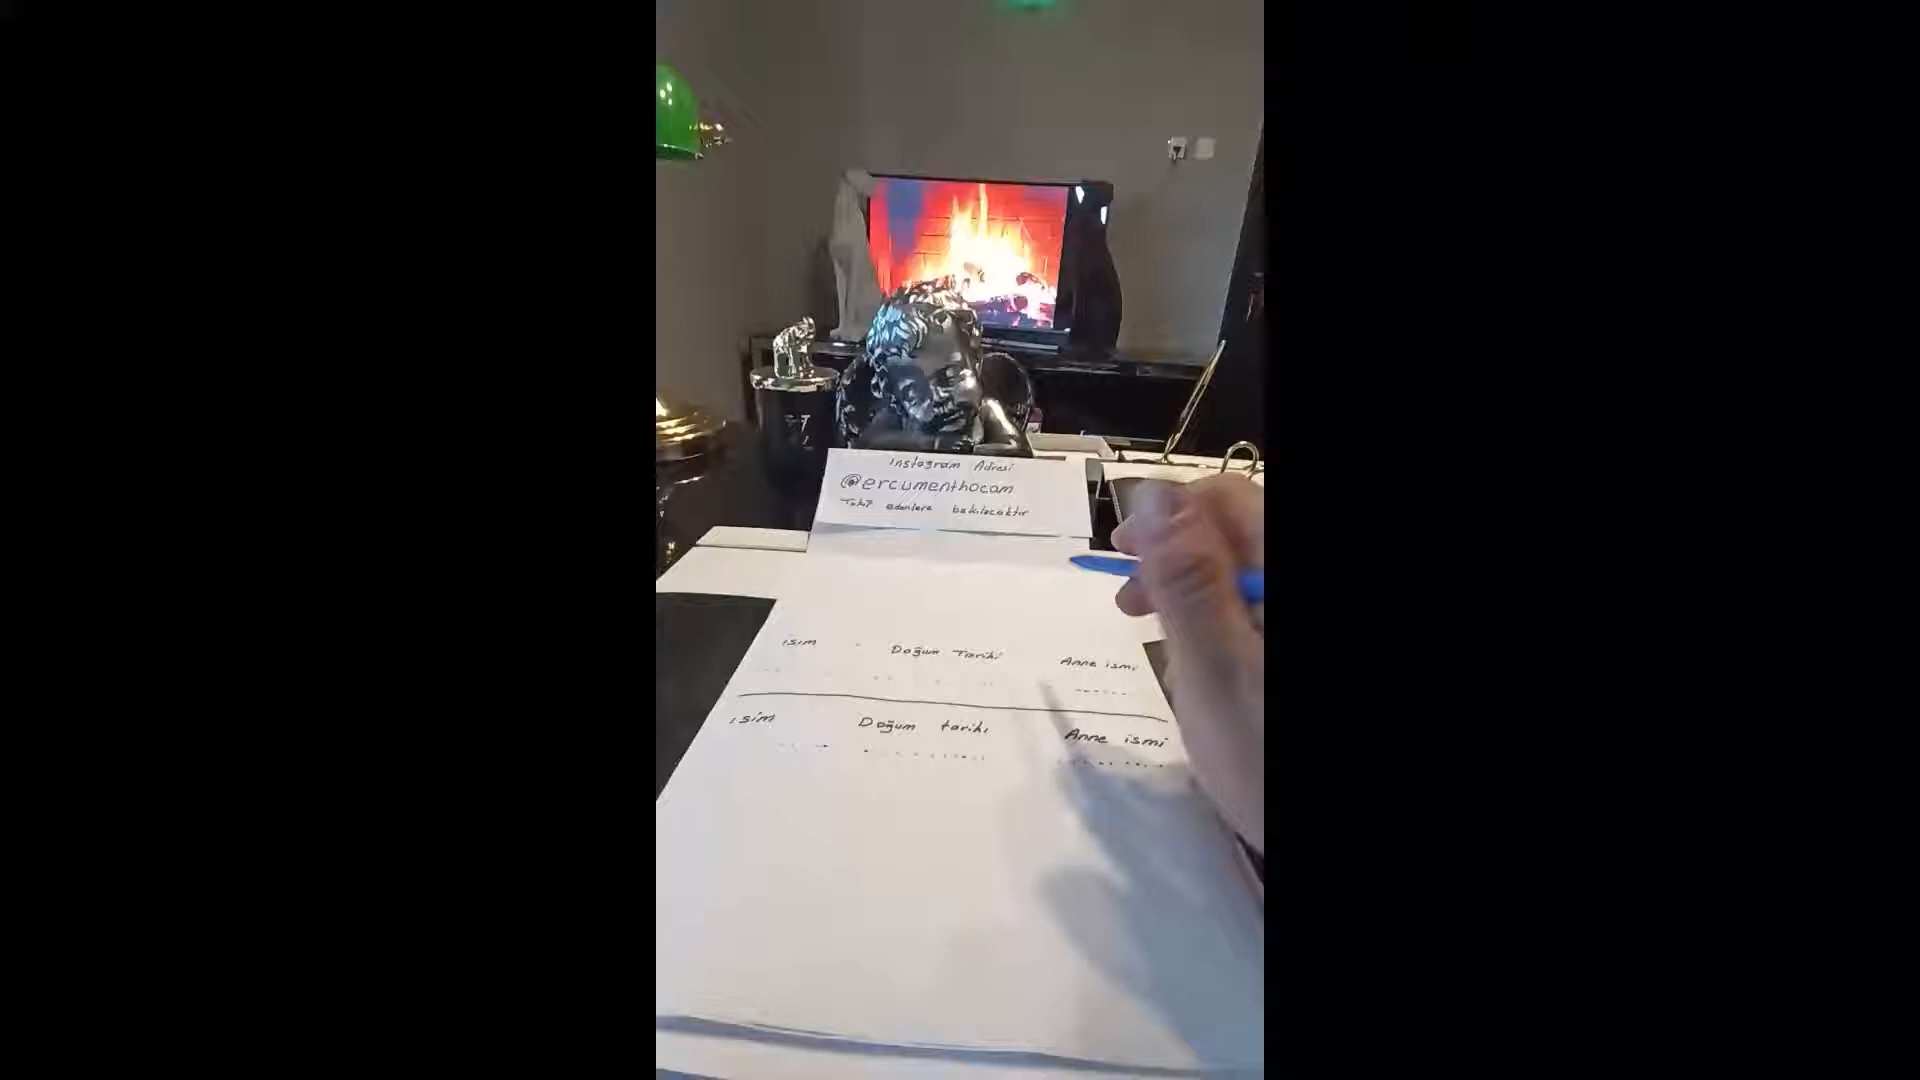 instagram Adresi
@ercumenthocam
Takip edenlere bakılacaktır
isim Doğum Tarihi Anne ismi
isim Doğum tarihi Anne ismi